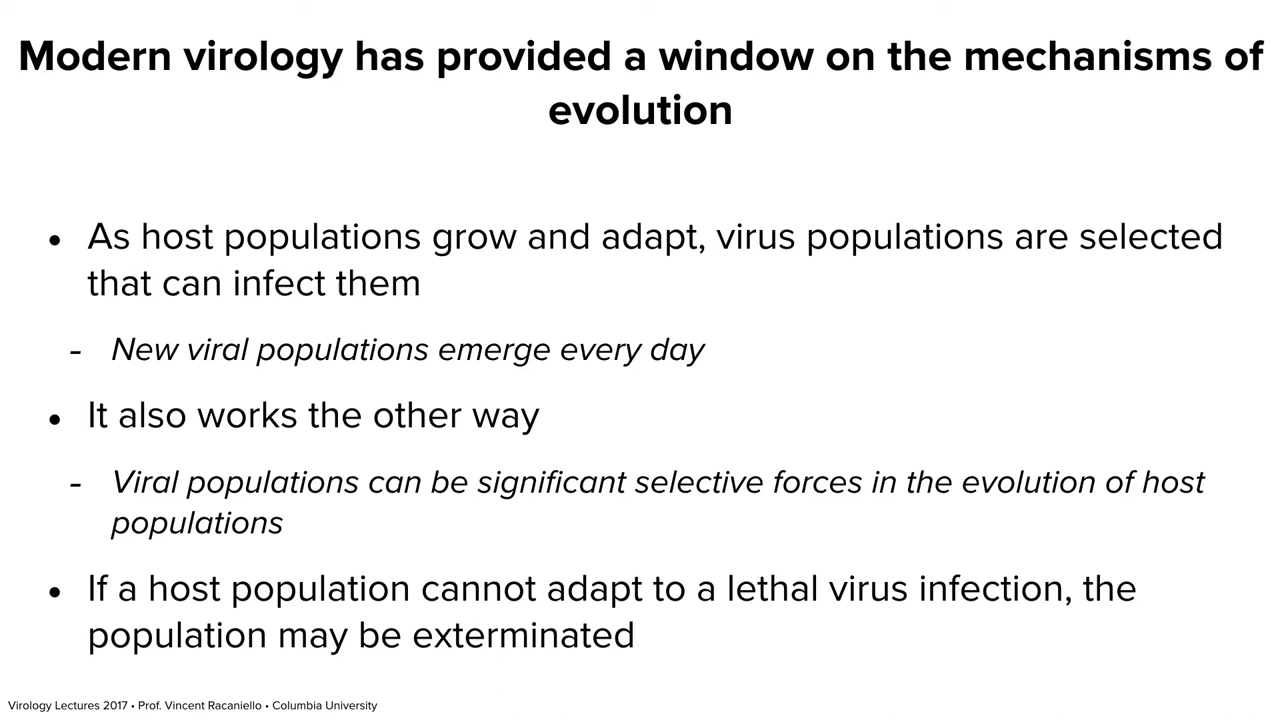 Modern virology has provided a window on the mechanisms of
evolution
• As host populations grow and adapt, virus populations are selected
that can infect them
- New viral populations emerge every day
• It also works the other way
- Viral populations can be significant selective forces in the evolution of host
populations
• If a host population cannot adapt to a lethal virus infection, the
population may be exterminated
Virology Lectures 2017 • Prof. Vincent Racaniello • Columbia University